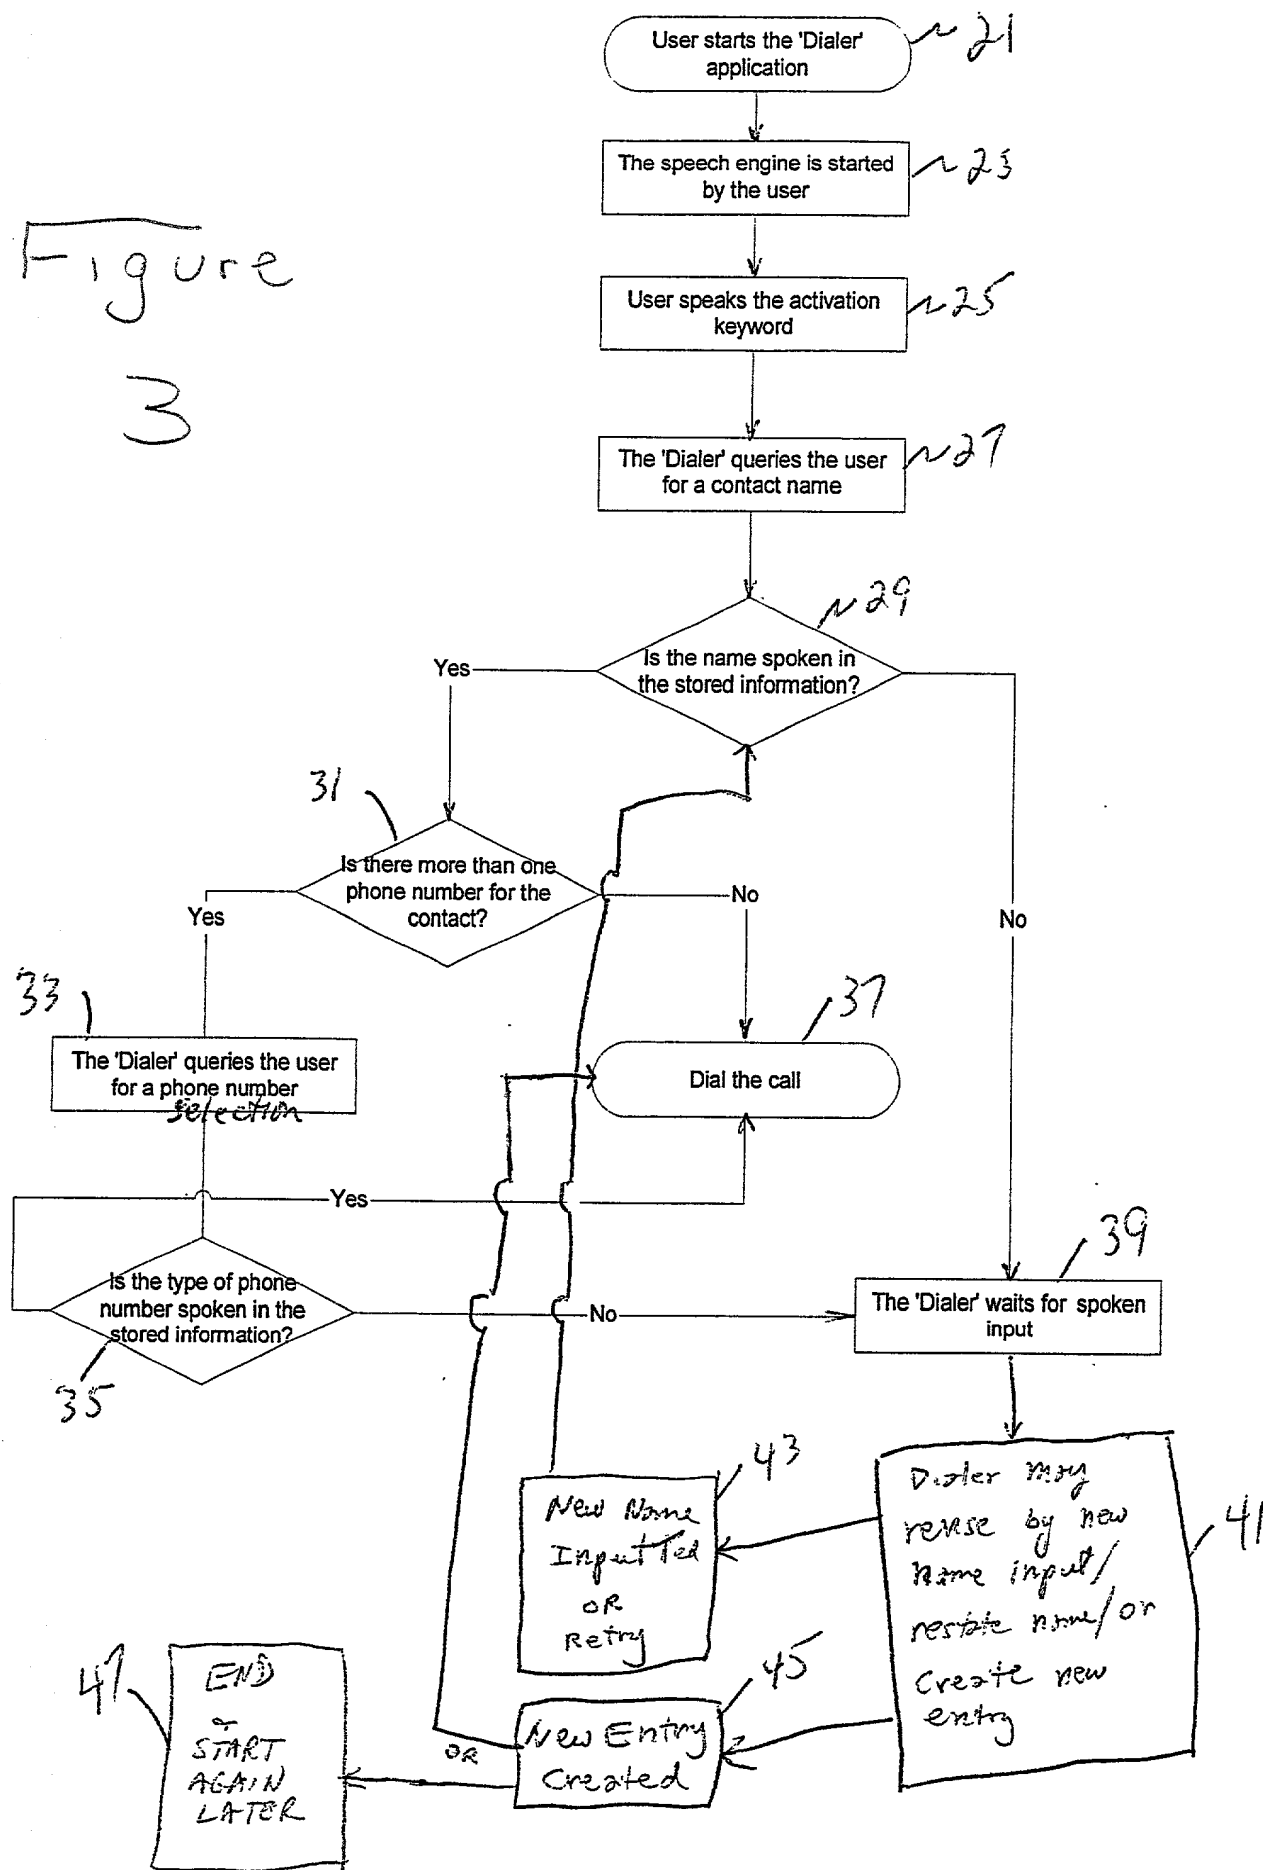 User starts the 'Dialer'
application
~21
The speech engine is started
by the user
~23
Figure
3
User speaks the activation
keyword
~25
The 'Dialer' queries the user
for a contact name
~27
~29
Is the name spoken in
the stored information?
Yes
No
31
Is there more than one
phone number for the
contact?
Yes
No
33
The 'Dialer' queries the user
for a phone number
selection
37
Dial the call
Yes
Is the type of phone
number spoken in the
stored information?
35
No
39
The 'Dialer' waits for spoken
input
Dialer may
revise by new
name input/
restate name/or
Create new
entry
41
43
New Name
Inputted
OR
Retry
45
New Entry
Created
OR
47
END
or
START
AGAIN
LATER